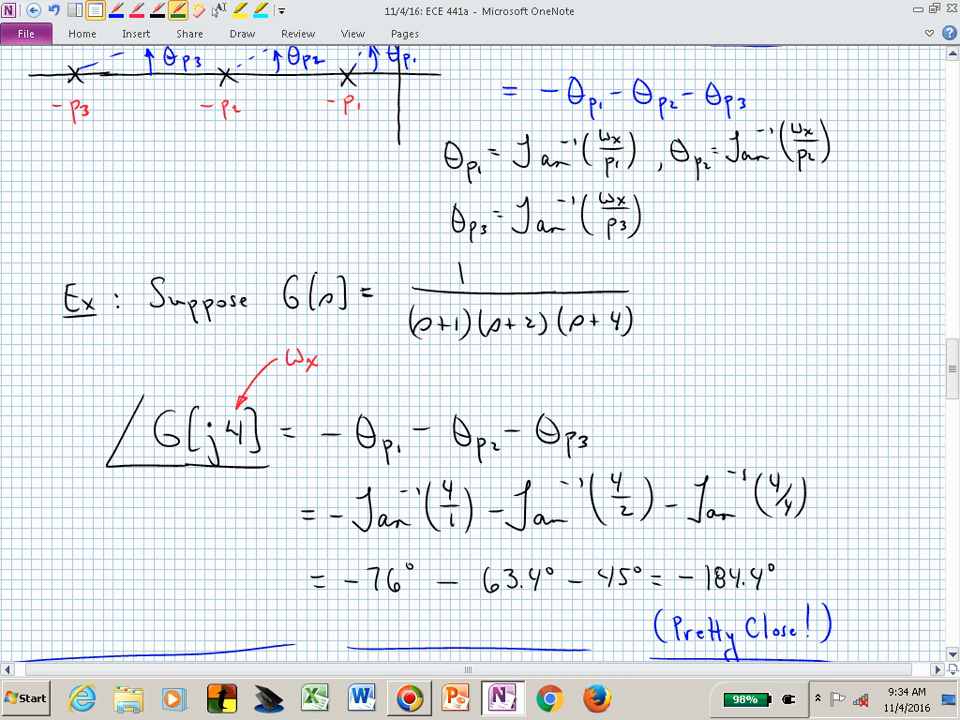 11/4/16: ECE 441a - Microsoft OneNote
File Home Insert Share Draw History Review View Pages
θp3 θp2 θp1
-p3 -p2 -p1
= -θp1 - θp2 - θp3
θp1 = Tan⁻¹(ωx/p1), θp2 = Tan⁻¹(ωx/p2)
θp3 = Tan⁻¹(ωx/p3)
Ex: Suppose G(s) = 1/((s+1)(s+2)(s+4))
ωx
∠G(j4) = -θp1 - θp2 - θp3
= -Tan⁻¹(4/1) - Tan⁻¹(4/2) - Tan⁻¹(4/4)
= -76° - 63.4° - 45° = -184.4°
(Pretty Close!)
Start
98%
9:34 AM
11/4/2016